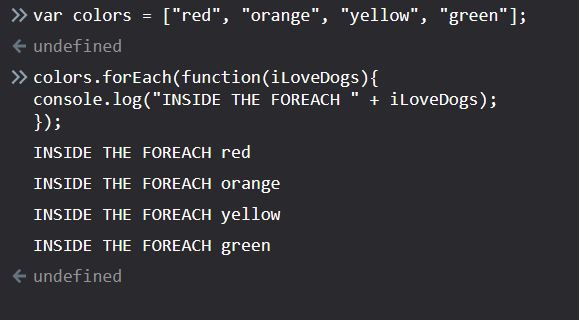 var colors = ["red", "orange", "yellow", "green"];
undefined
colors.forEach(function(iLoveDogs){
console.log("INSIDE THE FOREACH " + iLoveDogs);
});
INSIDE THE FOREACH red
INSIDE THE FOREACH orange
INSIDE THE FOREACH yellow
INSIDE THE FOREACH green
undefined